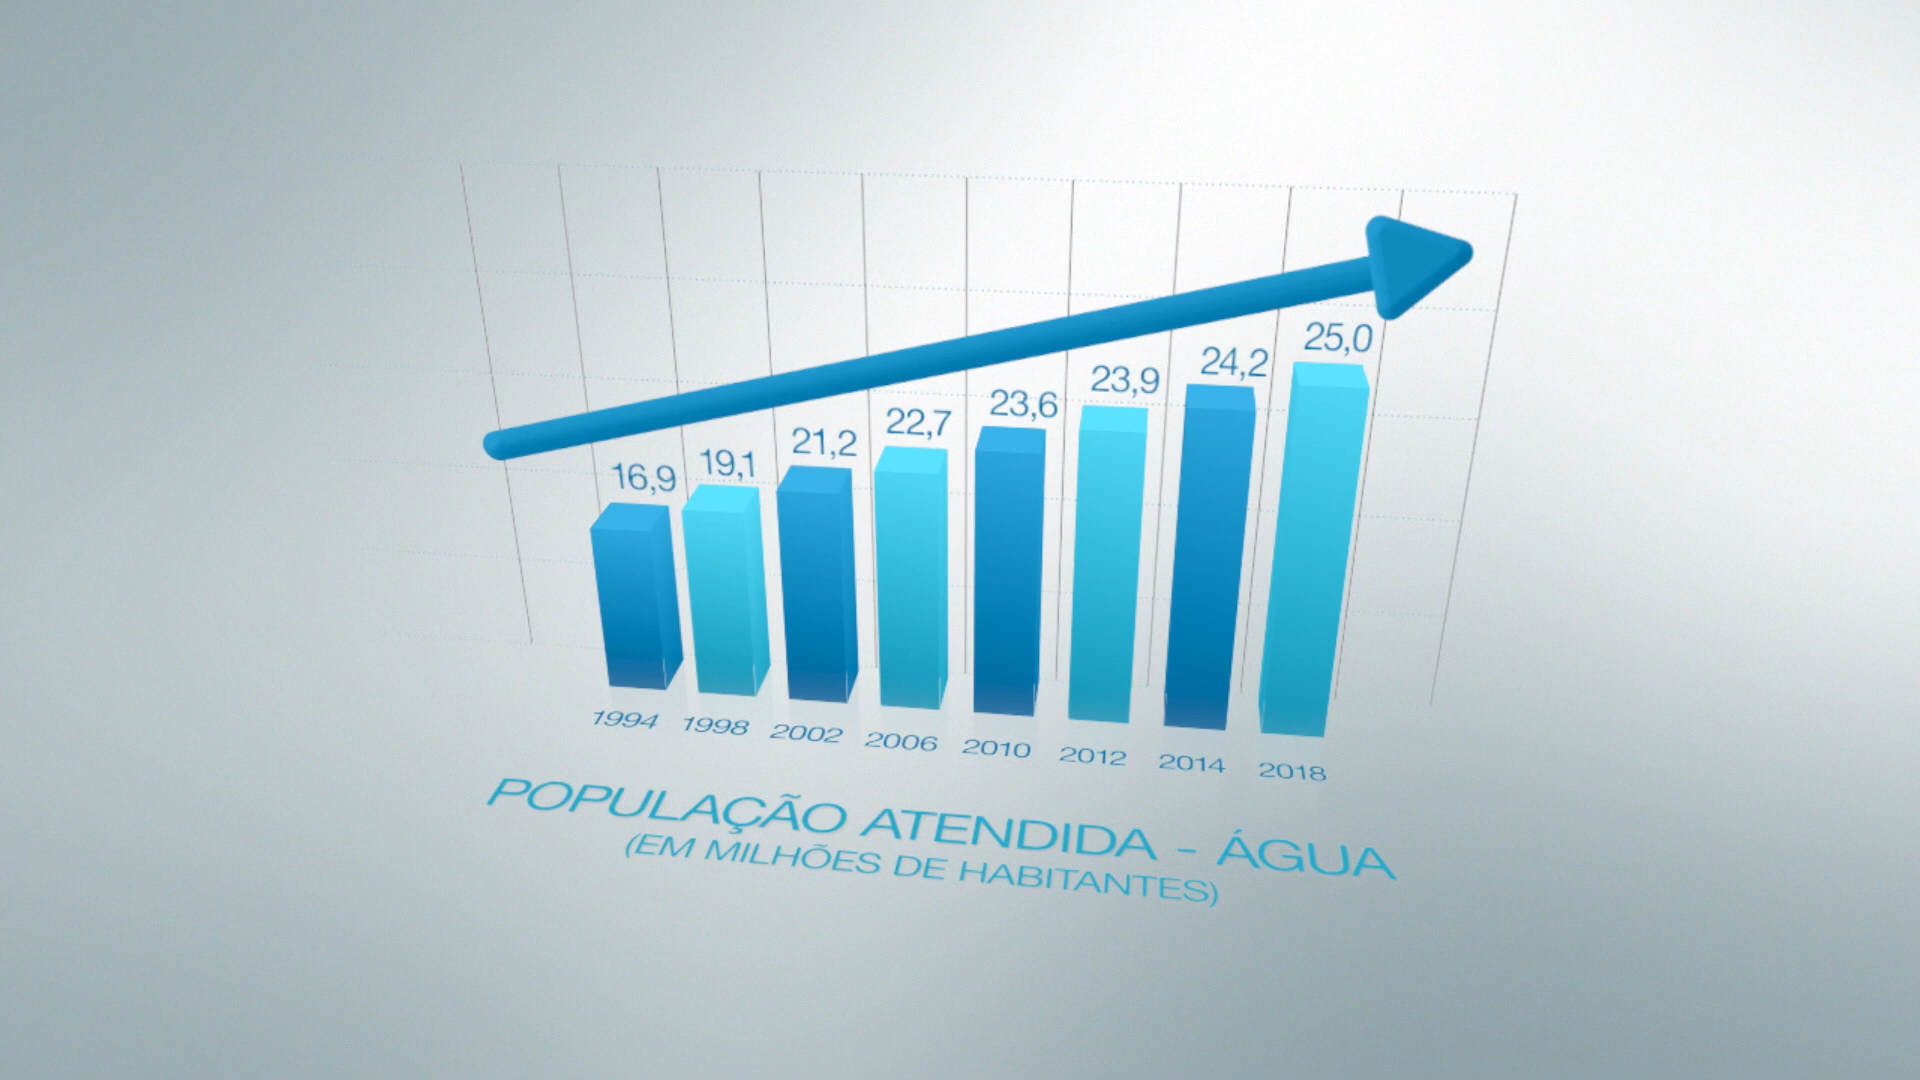 16,9 19,1 21,2 22,7 23,6 23,9 24,2 25,0
1994 1998 2002 2006 2010 2012 2014 2018
POPULAÇÃO ATENDIDA - ÁGUA
(EM MILHÕES DE HABITANTES)